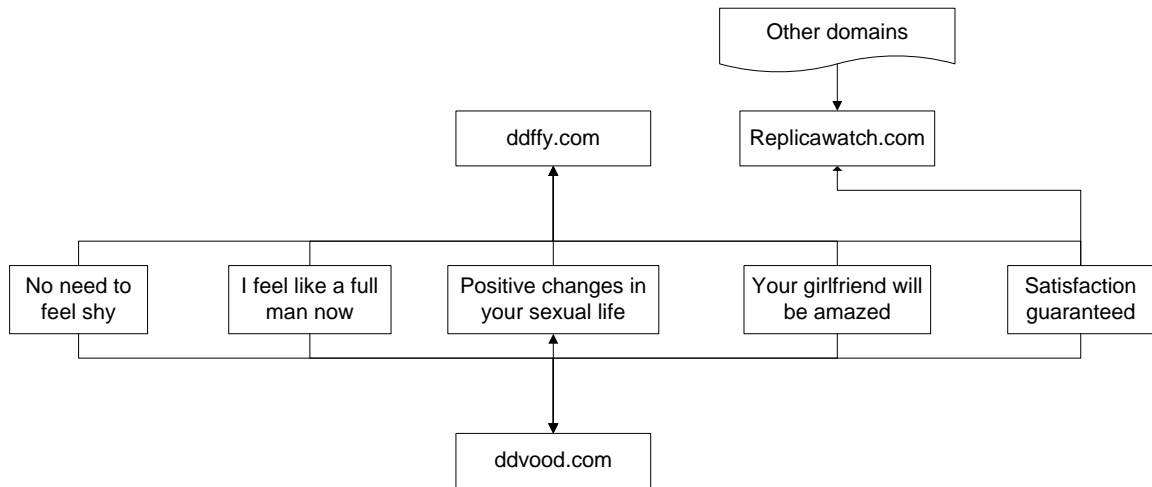 Other domains
ddffy.com
Replicawatch.com
No need to
feel shy
I feel like a full
man now
Positive changes in
your sexual life
Your girlfriend will
be amazed
Satisfaction
guaranteed
ddvood.com